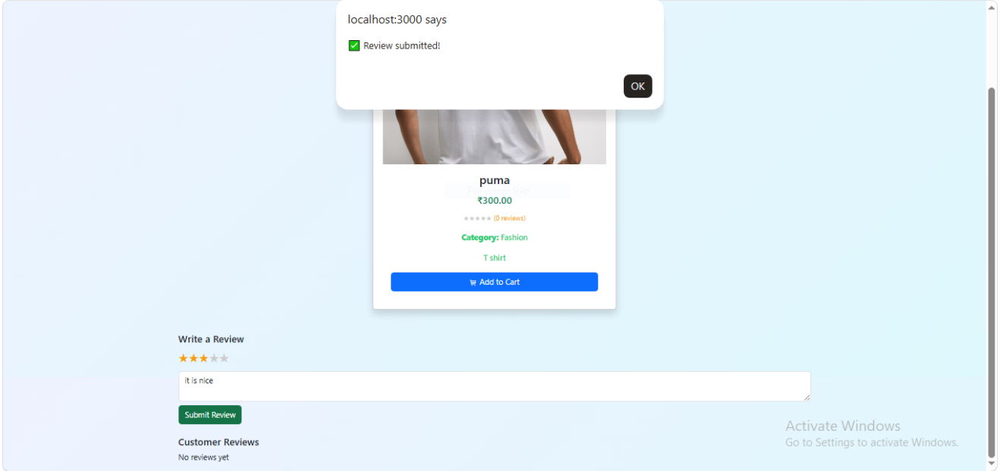 localhost:3000 says
✅ Review submitted!
OK
puma
₹300.00
★★★★★ (0 reviews)
Category: Fashion
T shirt
Add to Cart
Write a Review
★★★★★
it is nice
Submit Review
Customer Reviews
No reviews yet
Activate Windows
Go to Settings to activate Windows.